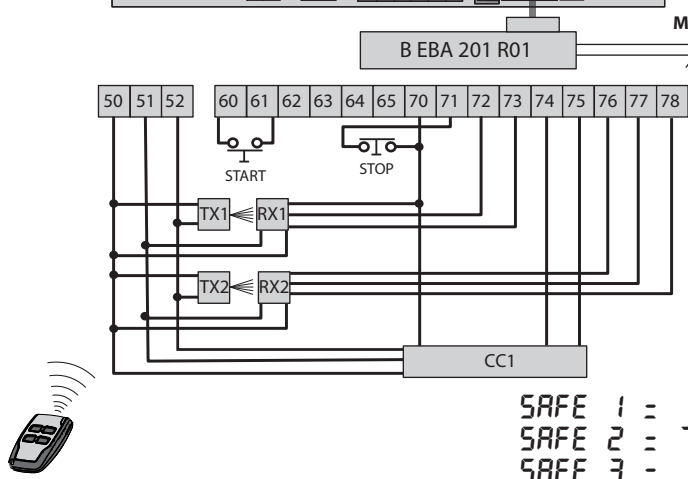 M
B EBA 201 R01
50 51 52 60 61 62 63 64 65 70 71 72 73 74 75 76 77 78
START
STOP
TX1 RX1
TX2 RX2
CC1
SAFE 1 =
SAFE 2 =
SAFE 3 =